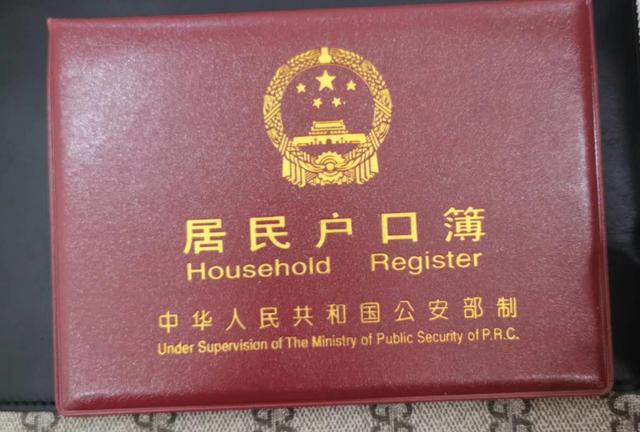 居民户口簿
Household Register
中华人民共和国公安部制
Under Supervision of The Ministry of Public Security of P.R.C.